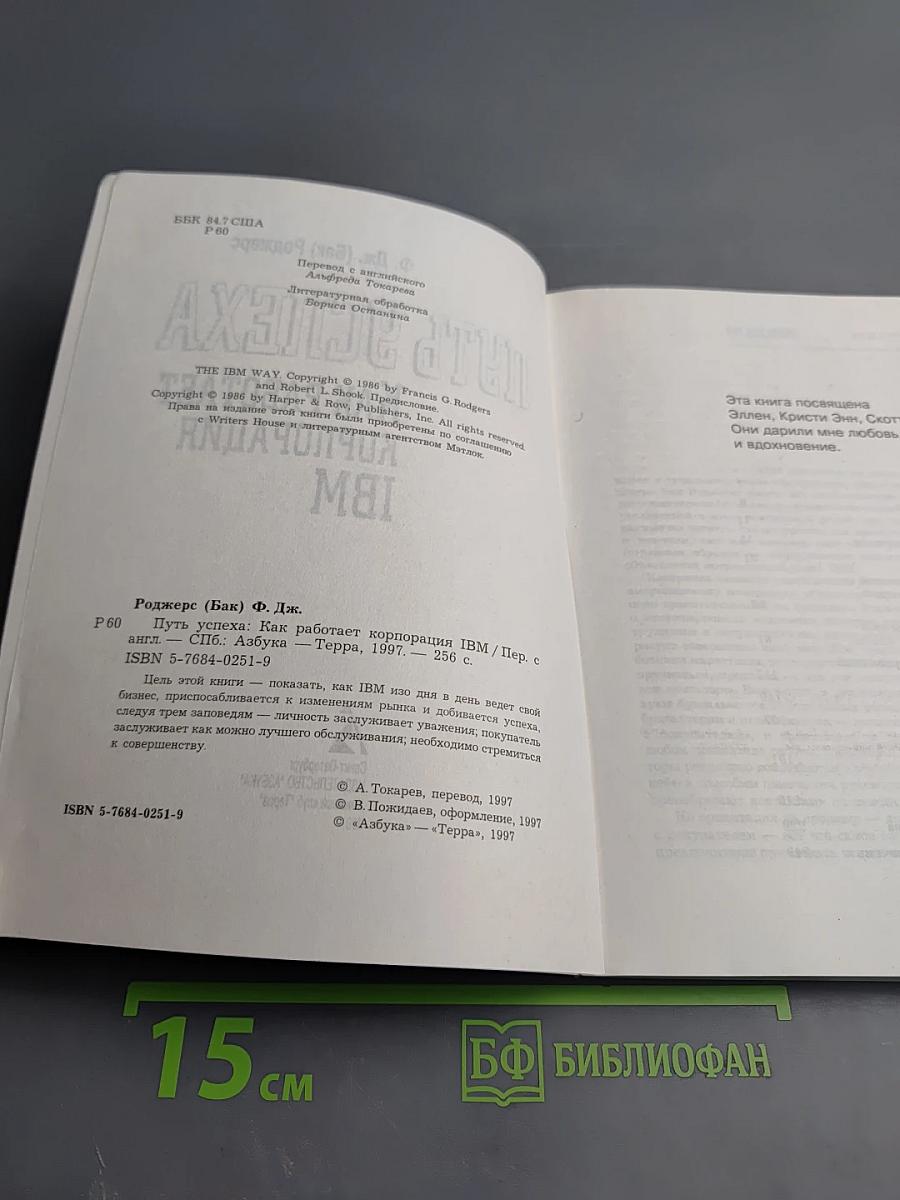 ББК 84.7 США
Р 60
Перевод с английского
Альфреда Токарева
Литературная обработка
Бориса Останина
THE IBM WAY. Copyright © 1986 by Francis G. Rodgers
and Robert L. Shook. Предисловие.
Copyright © 1986 by Harper & Row, Publishers, Inc. All rights reserved.
Права на издание этой книги были приобретены по соглашению
с Writers House и литературным агентством Мэтлок.
Роджерс (Бак) Ф. Дж.
Р 60 Путь успеха: Как работает корпорация IBM / Пер. с
англ. — СПб.: Азбука — Терра, 1997. — 256 с.
ISBN 5-7684-0251-9
Цель этой книги — показать, как IBM изо дня в день ведет свой
бизнес, приспосабливается к изменениям рынка и добивается успеха,
следуя трем заповедям — личность заслуживает уважения; покупатель
заслуживает как можно лучшего обслуживания; необходимо стремиться
к совершенству.
© А. Токарев, перевод, 1997
© В. Пожидаев, оформление, 1997
© «Азбука» — «Терра», 1997
ISBN 5-7684-0251-9
Эта книга посвящена
Эллен, Кристи Энн, Скотт
Они дарили мне любовь
и вдохновение.
15 см
БФ БИБЛИОФАН